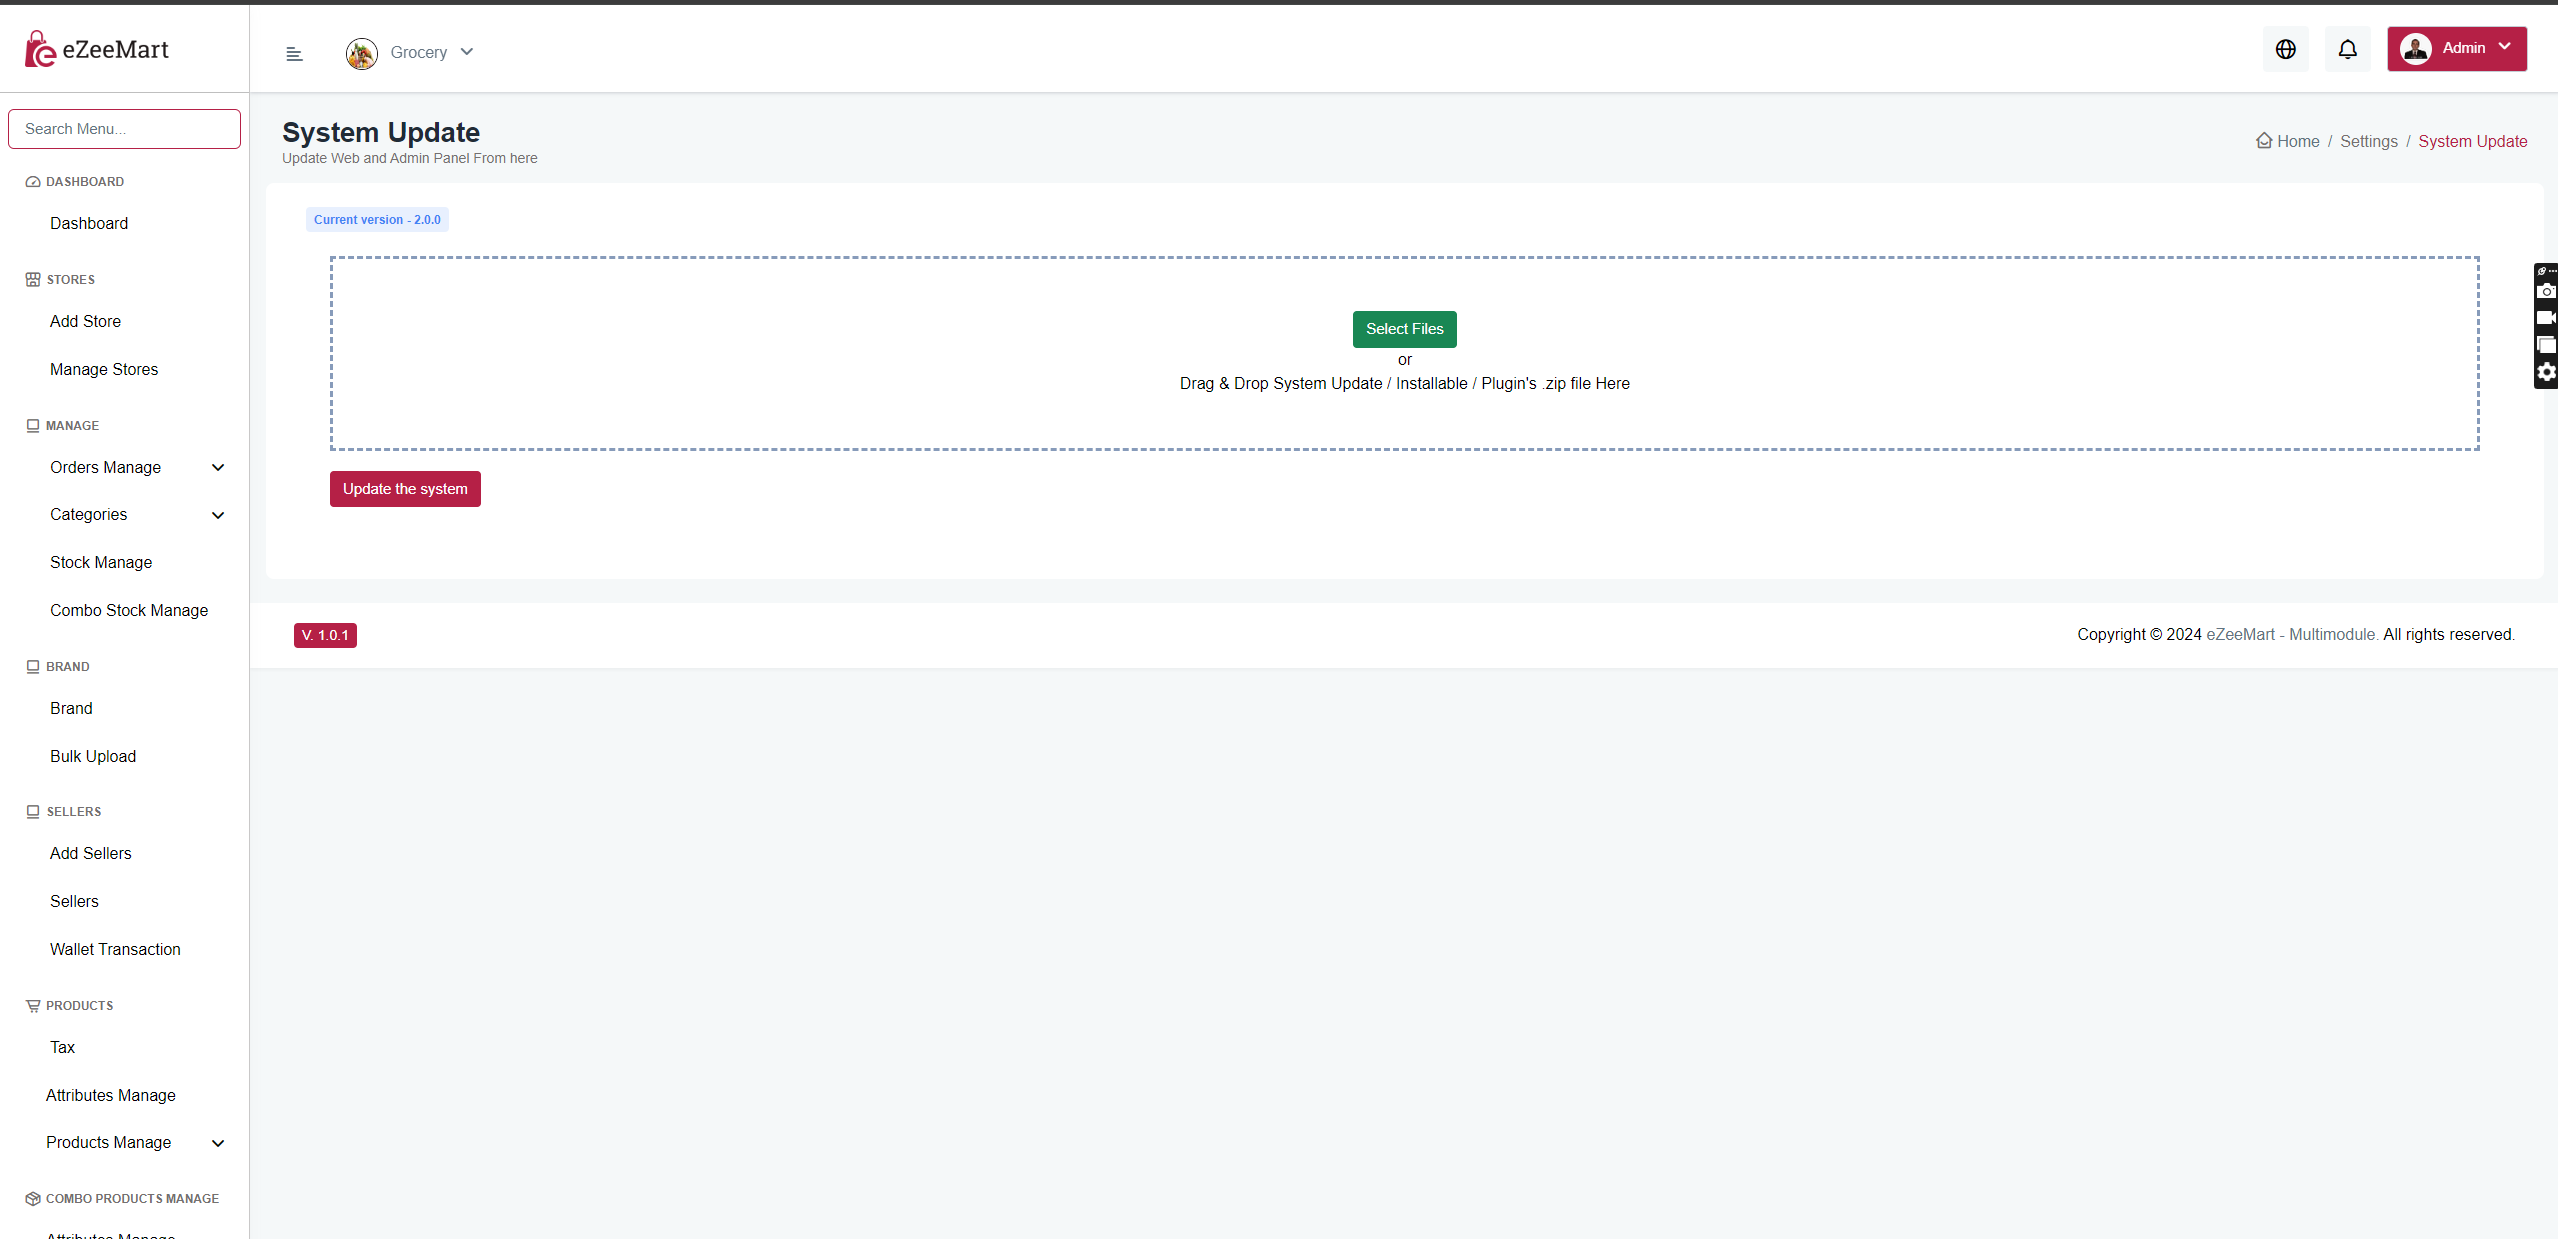 eZeeMart
Grocery
Admin
Search Menu...
DASHBOARD
Dashboard
STORES
Add Store
Manage Stores
MANAGE
Orders Manage
Categories
Stock Manage
Combo Stock Manage
BRAND
Brand
Bulk Upload
SELLERS
Add Sellers
Sellers
Wallet Transaction
PRODUCTS
Tax
Attributes Manage
Products Manage
COMBO PRODUCTS MANAGE
Attributes Manage
System Update
Update Web and Admin Panel From here
Home / Settings / System Update
Current version - 2.0.0
Select Files
or
Drag & Drop System Update / Installable / Plugin's .zip file Here
Update the system
V. 1.0.1
Copyright © 2024 eZeeMart - Multimodule. All rights reserved.